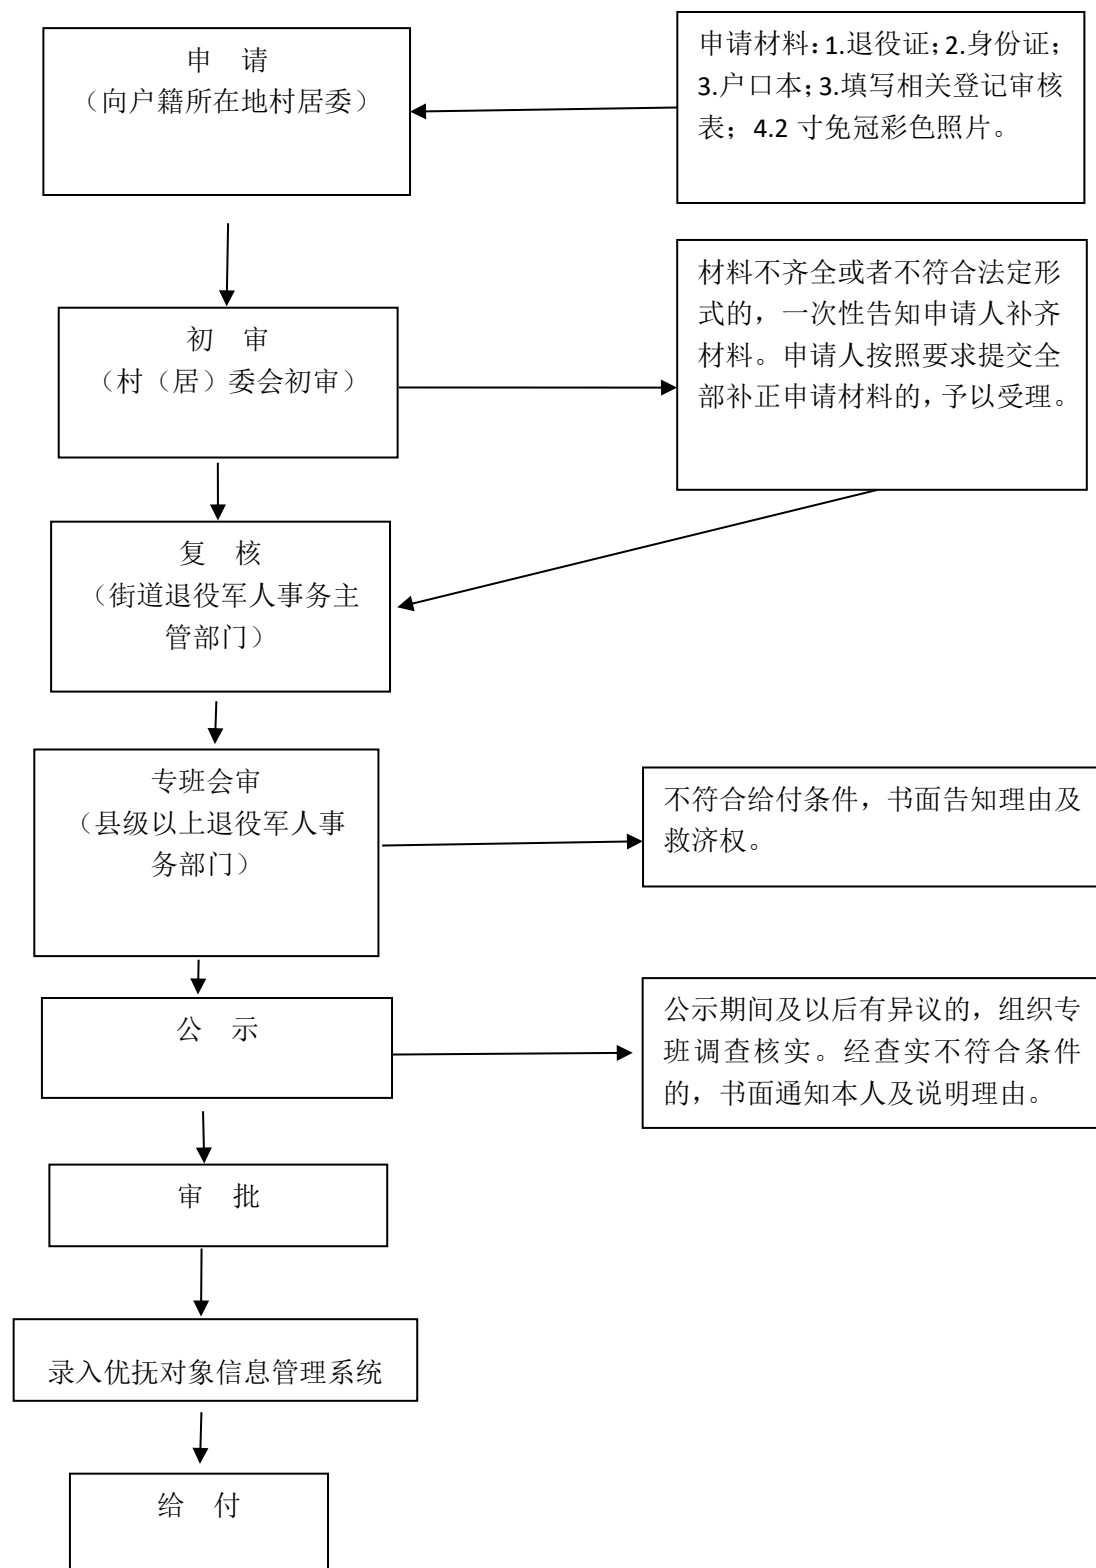 申　请
（向户籍所在地村居委）
申请材料：1.退役证；2.身份证；
3.户口本；3.填写相关登记审核
表；4.2 寸免冠彩色照片。
初　审
（村（居）委会初审）
材料不齐全或者不符合法定形
式的，一次性告知申请人补齐
材料。申请人按照要求提交全
部补正申请材料的，予以受理。
复　核
（街道退役军人事务主
管部门）
专班会审
（县级以上退役军人事
务部门）
不符合给付条件，书面告知理由及
救济权。
公　示
公示期间及以后有异议的，组织专
班调查核实。经查实不符合条件
的，书面通知本人及说明理由。
审　批
录入优抚对象信息管理系统
给　付